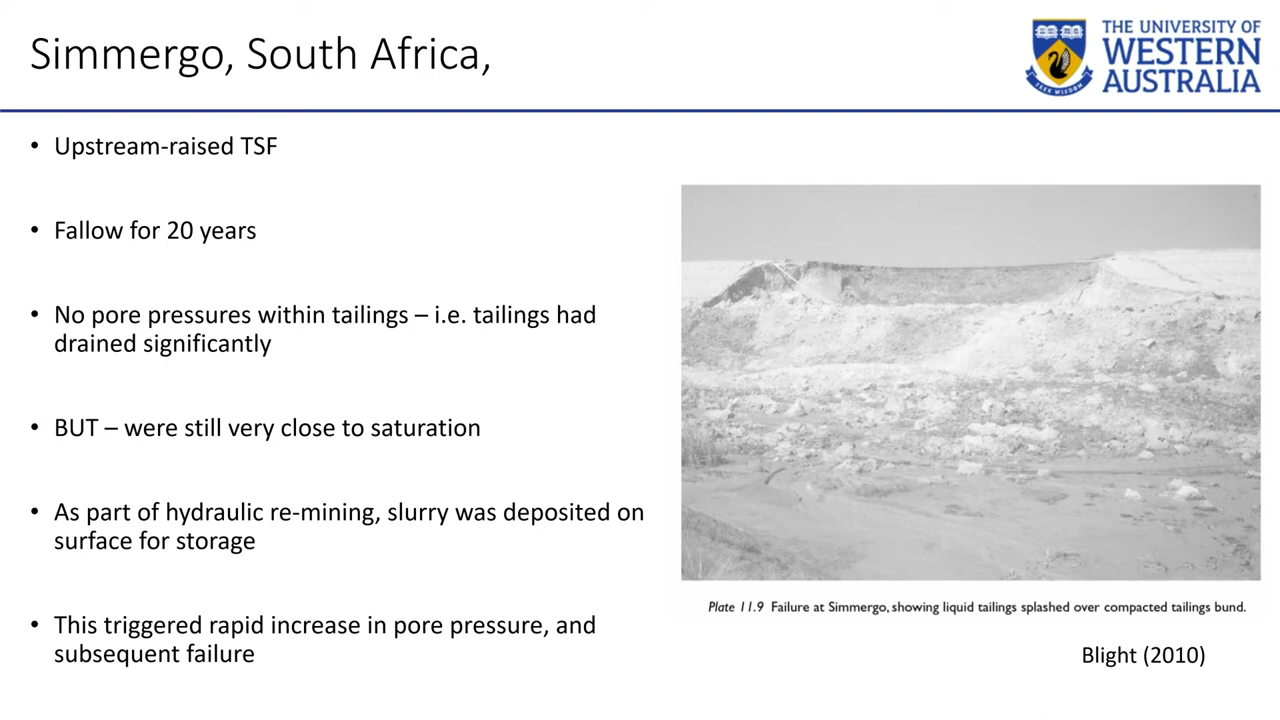 Simmergo, South Africa,
THE UNIVERSITY OF
WESTERN
AUSTRALIA
SEEK WISDOM
• Upstream-raised TSF
• Fallow for 20 years
• No pore pressures within tailings – i.e. tailings had
drained significantly
• BUT – were still very close to saturation
• As part of hydraulic re-mining, slurry was deposited on
surface for storage
• This triggered rapid increase in pore pressure, and
subsequent failure
Plate 11.9 Failure at Simmergo, showing liquid tailings splashed over compacted tailings bund.
Blight (2010)